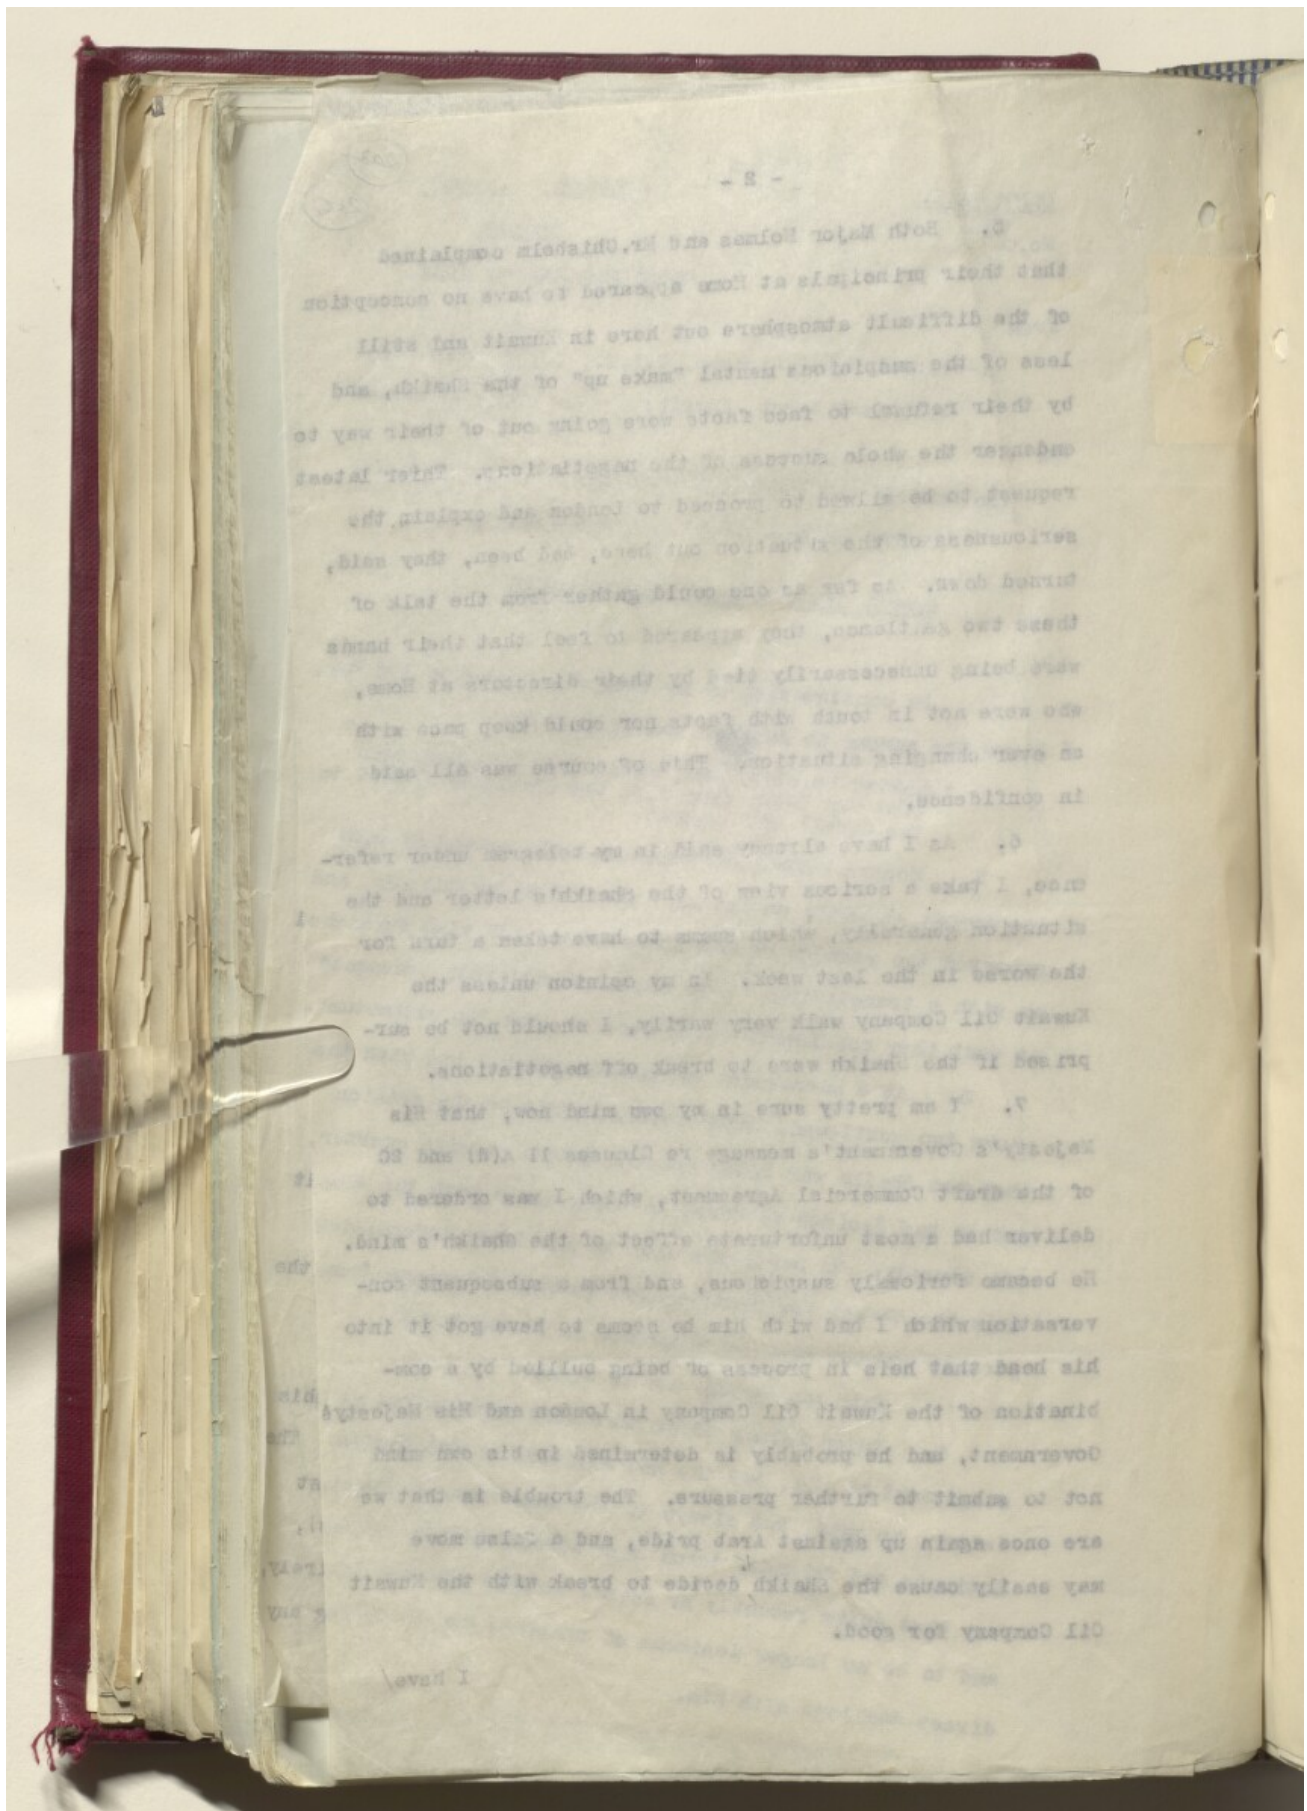 - 2 -
5. Both Major Holmes and Mr.Chisholm complained
that their principals at Home appeared to have no conception
of the difficult atmosphere out here in Kuwait and still
less of the suspicious mental "make up" of the Shaikh, and
by their refusal to face facts were going out of their way to
endanger the whole success of the negotiations. Thier latest
request to be allowed to proceed to London and explain the
seriousness of the situation out here, had been, they said,
turned down. As far as one could gather from the talk of
these two gentlemen, they appeared to feel that their hands
were being unnecessarily tied by their directors at Home,
who were not in touch with facts nor could keep pace with
an ever changing situation. This of course was all said
in confidence.
6. As I have already said in my telegram under refer-
ence, I take a serious view of the Shaikh's letter and the
situation generally, which seems to have taken a turn for
the worse in the last week. In my opinion unless the
Kuwait Oil Company walk very warily, I should not be sur-
prised if the Shaikh were to break off negotiations.
7. I am pretty sure in my own mind now, that His
Majesty's Government's message re Clauses 11 A(d) and 20
of the draft Commercial Agreement, which I was ordered to
deliver had a most unfortunate effect of the Shaikh's mind.
He became furiously suspicious, and from a subsequent con-
versation which I had with him he seems to have got it into
his head that heis in process of being bullied by a com-
bination of the Kuwait Oil Company in London and His Majestys
Government, and he probably is determined in his own mind
not to submit to further pressure. The trouble is that we
are once again up against Arab pride, and a false move
may easily cause the Shaikh decide to break with the Kuwait
Oil Company for good.
I have/